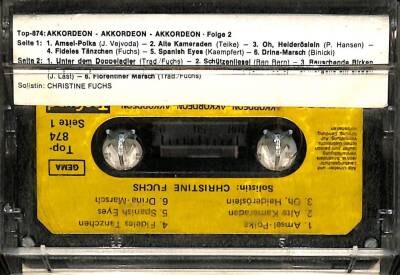 Top-874: AKKORDEON - AKKORDEON - AKKORDEON - Folge 2
Seite 1: 1. Amsel-Polka (J. Vejvoda) - 2. Alte Kameraden (Teike) - 3. Oh, Heideröslein (P. Hansen) -
4. Fideles Tänzchen (Fuchs) - 5. Spanish Eyes (Kaempfert) - 6. Drina-Marsch (Binicki)
Seite 2: 1. Unter dem Doppeladler (Trad./Fuchs) - 2. Schützenliesel (Ben Bern) - 3. Rauschende Birken
(J. Last) - 6. Florentiner Marsch (Trad./Fuchs)
Solistin: CHRISTINE FUCHS
AKKORDEON AKKORDEON
Top-
874
Seite 1
GEMA
Solistin: CHRISTINE FUCHS
1. Amsel-Polka
2. Alte Kameraden
3. Oh, Heideröslein
4. Fideles Tänzchen
5. Spanish Eyes
6. Drina-Marsch